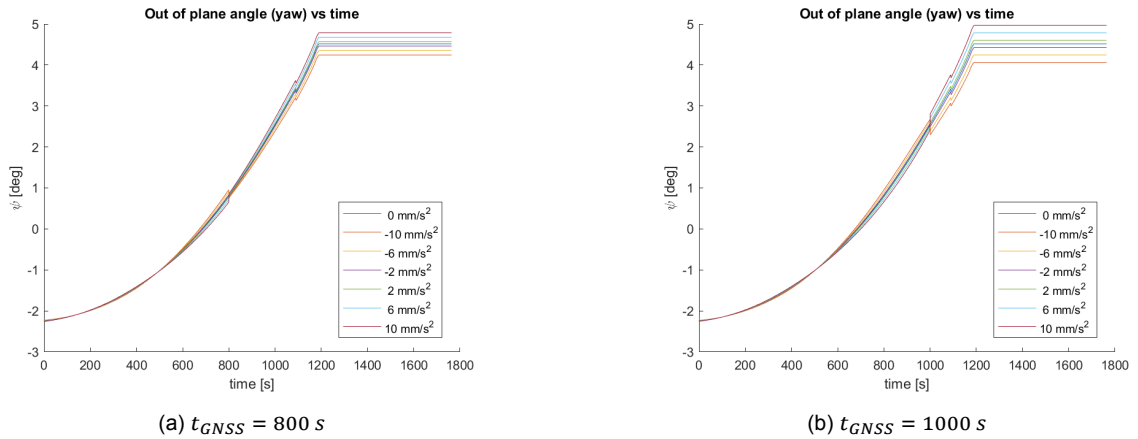 Out of plane angle (yaw) vs time
5
4
3
2
1
0
-1
-2
-3
ψ [deg]
0 200 400 600 800 1000 1200 1400 1600 1800
time [s]
0 mm/s²
-10 mm/s²
-6 mm/s²
-2 mm/s²
2 mm/s²
6 mm/s²
10 mm/s²
(a) t_GNSS = 800 s
Out of plane angle (yaw) vs time
5
4
3
2
1
0
-1
-2
-3
ψ [deg]
0 200 400 600 800 1000 1200 1400 1600 1800
time [s]
0 mm/s²
-10 mm/s²
-6 mm/s²
-2 mm/s²
2 mm/s²
6 mm/s²
10 mm/s²
(b) t_GNSS = 1000 s